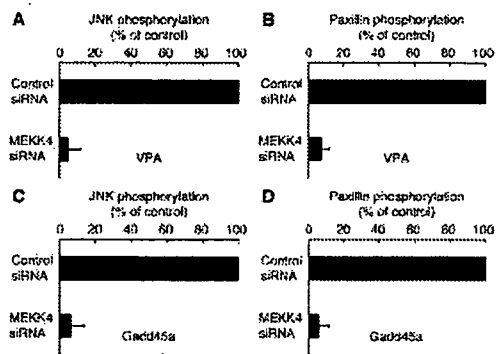 A
JNK phosphorylation
(% of control)
0 20 40 60 80 100
Control
siRNA
MEKK4
siRNA
VPA
B
Paxillin phosphorylation
(% of control)
0 20 40 60 80 100
Control
siRNA
MEKK4
siRNA
VPA
C
JNK phosphorylation
(% of control)
0 20 40 60 80 100
Control
siRNA
MEKK4
siRNA
Gadd45a
D
Paxillin phosphorylation
(% of control)
0 20 40 60 80 100
Control
siRNA
MEKK4
siRNA
Gadd45a